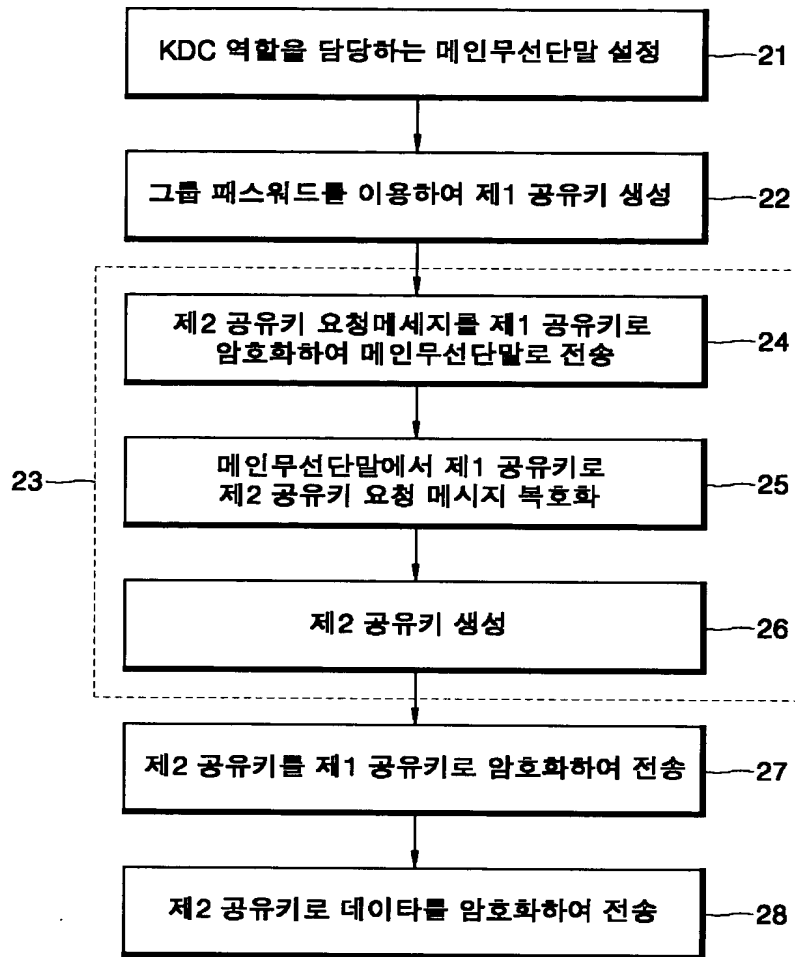 KDC 역할을 담당하는 메인무선단말 설정
21
그룹 패스워드를 이용하여 제1 공유키 생성
22
제2 공유키 요청메세지를 제1 공유키로
암호화하여 메인무선단말로 전송
24
23
메인무선단말에서 제1 공유키로
제2 공유키 요청 메시지 복호화
25
제2 공유키 생성
26
제2 공유키를 제1 공유키로 암호화하여 전송
27
제2 공유키로 데이타를 암호화하여 전송
28